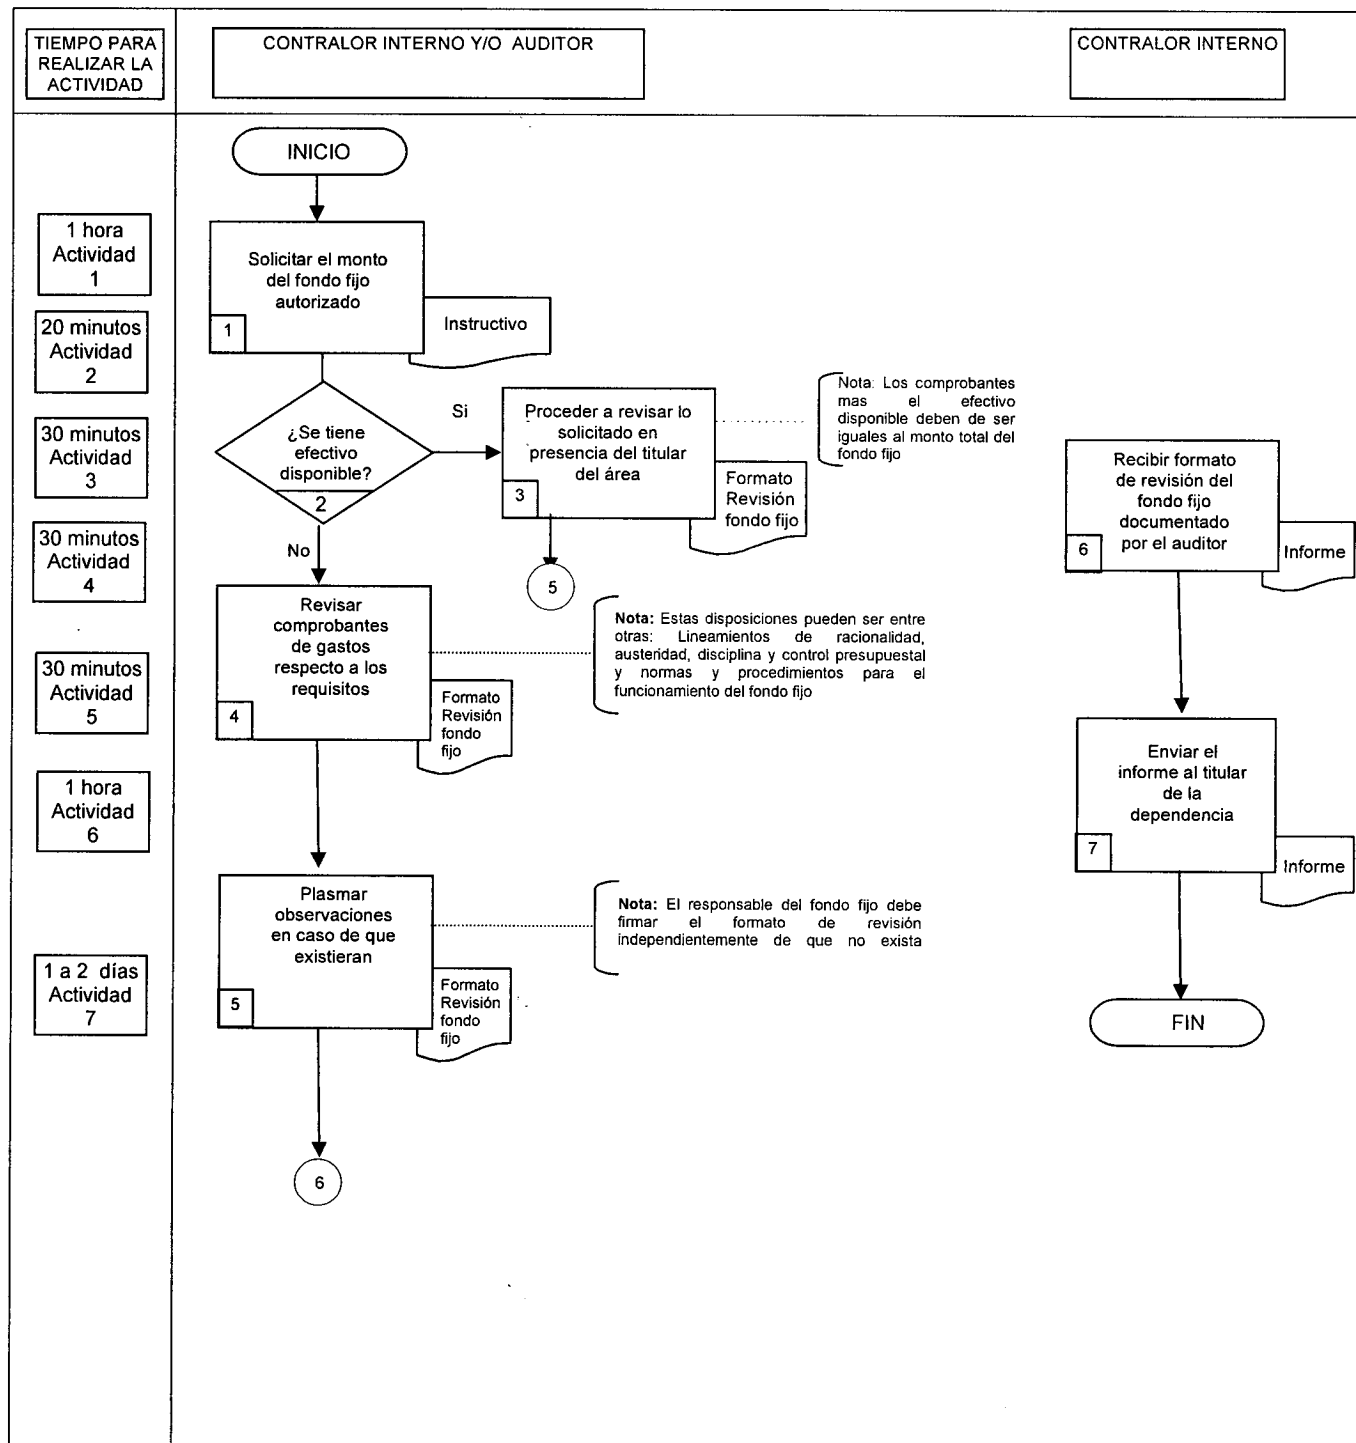 TIEMPO PARA
REALIZAR LA
ACTIVIDAD
CONTRALOR INTERNO Y/O AUDITOR
CONTRALOR INTERNO
1 hora
Actividad
1
20 minutos
Actividad
2
30 minutos
Actividad
3
30 minutos
Actividad
4
30 minutos
Actividad
5
1 hora
Actividad
6
1 a 2 días
Actividad
7
INICIO
Solicitar el monto
del fondo fijo
autorizado
1
Instructivo
¿Se tiene
efectivo
disponible?
2
Si
No
Proceder a revisar lo
solicitado en
presencia del titular
del área
3
Formato
Revisión
fondo fijo
Nota: Los comprobantes
mas el efectivo
disponible deben de ser
iguales al monto total del
fondo fijo
5
Revisar
comprobantes
de gastos
respecto a los
requisitos
4
Formato
Revisión
fondo
fijo
Nota: Estas disposiciones pueden ser entre
otras: Lineamientos de racionalidad,
austeridad, disciplina y control presupuestal
y normas y procedimientos para el
funcionamiento del fondo fijo
Plasmar
observaciones
en caso de que
existieran
5
Formato
Revisión
fondo
fijo
Nota: El responsable del fondo fijo debe
firmar el formato de revisión
independientemente de que no exista
6
Recibir formato
de revisión del
fondo fijo
documentado
por el auditor
6
Informe
Enviar el
informe al titular
de la
dependencia
7
Informe
FIN